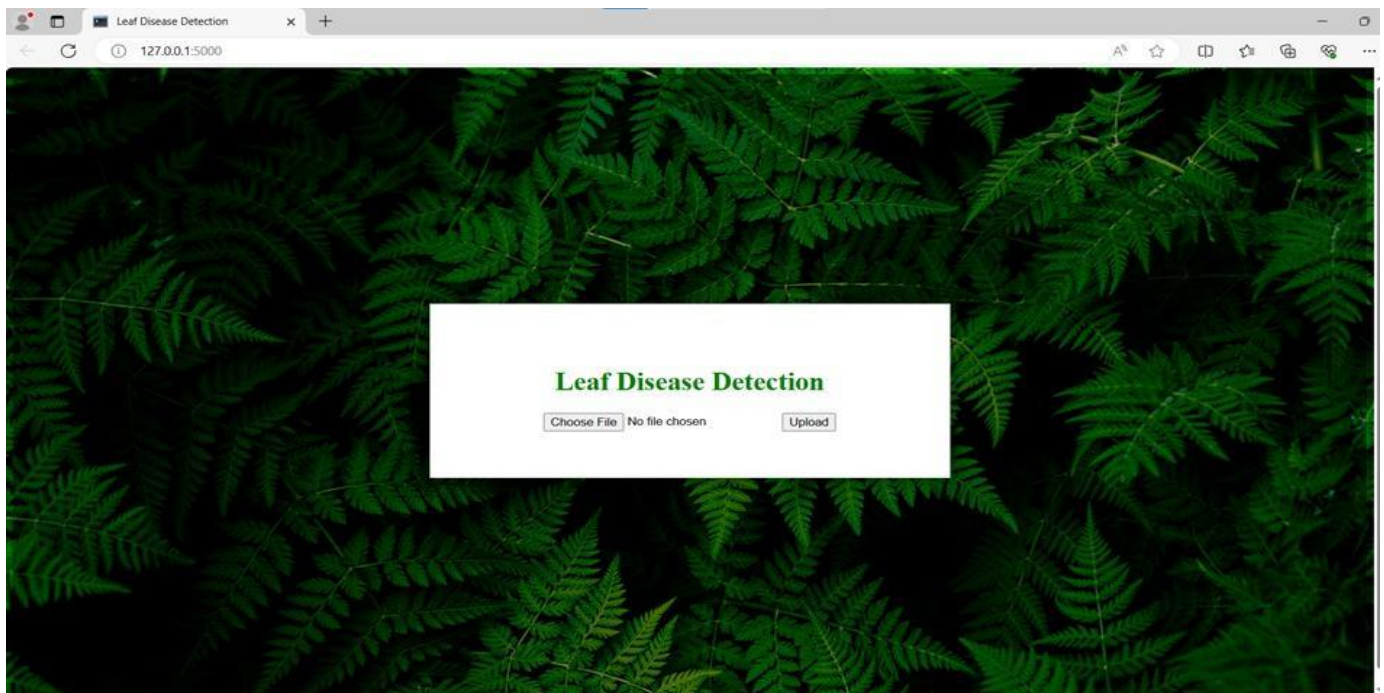 Leaf Disease Detection
127.0.0.1:5000
Leaf Disease Detection
Choose File No file chosen Upload